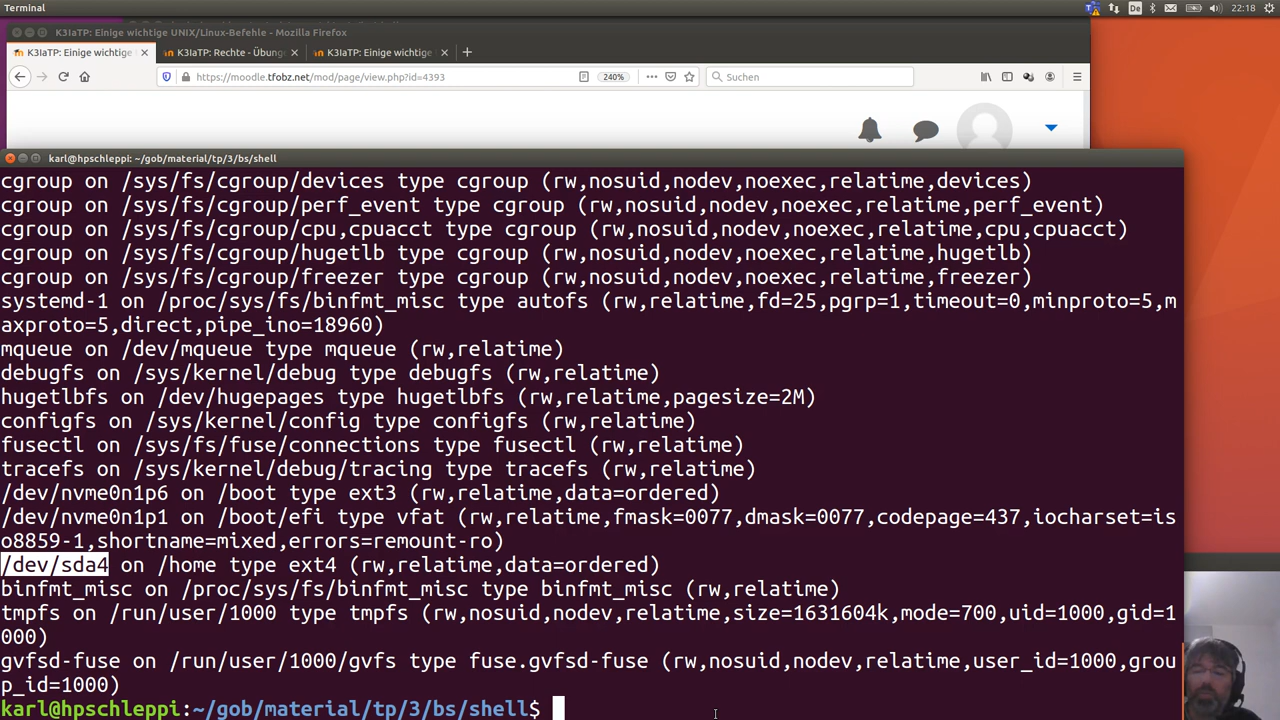 Terminal
De
22:18
K3IaTP: Einige wichtige UNIX/Linux-Befehle - Mozilla Firefox
K3IaTP: Einige wichtige
K3IaTP: Rechte - Übung
K3IaTP: Einige wichtige
https://moodle.tfobz.net/mod/page/view.php?id=4393
240%
Suchen
karl@hpschleppi: ~/gob/material/tp/3/bs/shell
cgroup on /sys/fs/cgroup/devices type cgroup (rw,nosuid,nodev,noexec,relatime,devices)
cgroup on /sys/fs/cgroup/perf_event type cgroup (rw,nosuid,nodev,noexec,relatime,perf_event)
cgroup on /sys/fs/cgroup/cpu,cpuacct type cgroup (rw,nosuid,nodev,noexec,relatime,cpu,cpuacct)
cgroup on /sys/fs/cgroup/hugetlb type cgroup (rw,nosuid,nodev,noexec,relatime,hugetlb)
cgroup on /sys/fs/cgroup/freezer type cgroup (rw,nosuid,nodev,noexec,relatime,freezer)
systemd-1 on /proc/sys/fs/binfmt_misc type autofs (rw,relatime,fd=25,pgrp=1,timeout=0,minproto=5,m
axproto=5,direct,pipe_ino=18960)
mqueue on /dev/mqueue type mqueue (rw,relatime)
debugfs on /sys/kernel/debug type debugfs (rw,relatime)
hugetlbfs on /dev/hugepages type hugetlbfs (rw,relatime,pagesize=2M)
configfs on /sys/kernel/config type configfs (rw,relatime)
fusectl on /sys/fs/fuse/connections type fusectl (rw,relatime)
tracefs on /sys/kernel/debug/tracing type tracefs (rw,relatime)
/dev/nvme0n1p6 on /boot type ext3 (rw,relatime,data=ordered)
/dev/nvme0n1p1 on /boot/efi type vfat (rw,relatime,fmask=0077,dmask=0077,codepage=437,iocharset=is
o8859-1,shortname=mixed,errors=remount-ro)
/dev/sda4 on /home type ext4 (rw,relatime,data=ordered)
binfmt_misc on /proc/sys/fs/binfmt_misc type binfmt_misc (rw,relatime)
tmpfs on /run/user/1000 type tmpfs (rw,nosuid,nodev,relatime,size=1631604k,mode=700,uid=1000,gid=1
000)
gvfsd-fuse on /run/user/1000/gvfs type fuse.gvfsd-fuse (rw,nosuid,nodev,relatime,user_id=1000,grou
p_id=1000)
karl@hpschleppi:~/gob/material/tp/3/bs/shell$